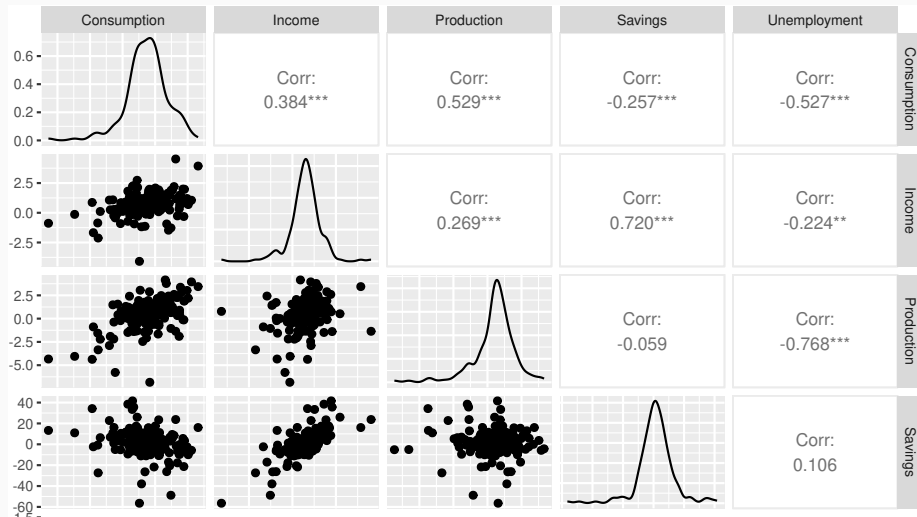 Consumption Income Production Savings Unemployment
0.6
0.4
0.2
0.0
Corr:
0.384***
Corr:
0.529***
Corr:
-0.257***
Corr:
-0.527***
Consumption
2.5
0.0
-2.5
Corr:
0.269***
Corr:
0.720***
Corr:
-0.224**
Income
2.5
0.0
-2.5
-5.0
Corr:
-0.059
Corr:
-0.768***
Production
40
20
0
-20
-40
-60
Corr:
0.106
Savings
1.5